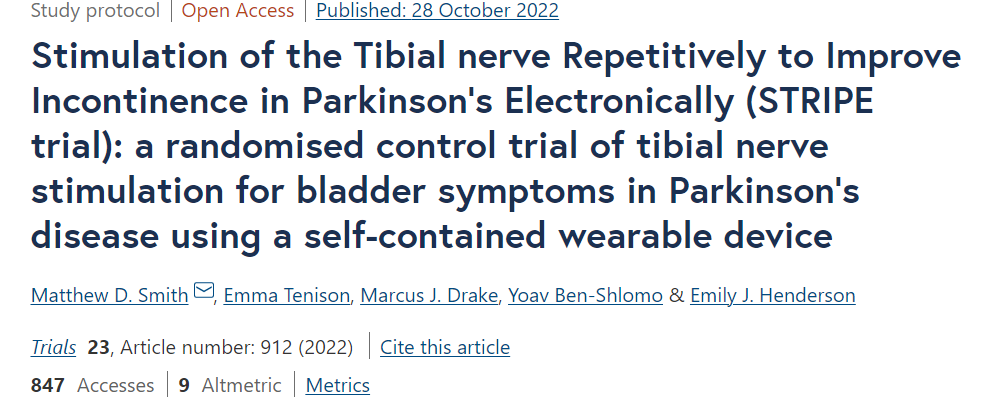 Study protocol | Open Access | Published: 28 October 2022
Stimulation of the Tibial nerve Repetitively to Improve
Incontinence in Parkinson's Electronically (STRIPE
trial): a randomised control trial of tibial nerve
stimulation for bladder symptoms in Parkinson's
disease using a self-contained wearable device
Matthew D. Smith, Emma Tenison, Marcus J. Drake, Yoav Ben-Shlomo & Emily J. Henderson
Trials 23, Article number: 912 (2022) | Cite this article
847 Accesses | 9 Altmetric | Metrics